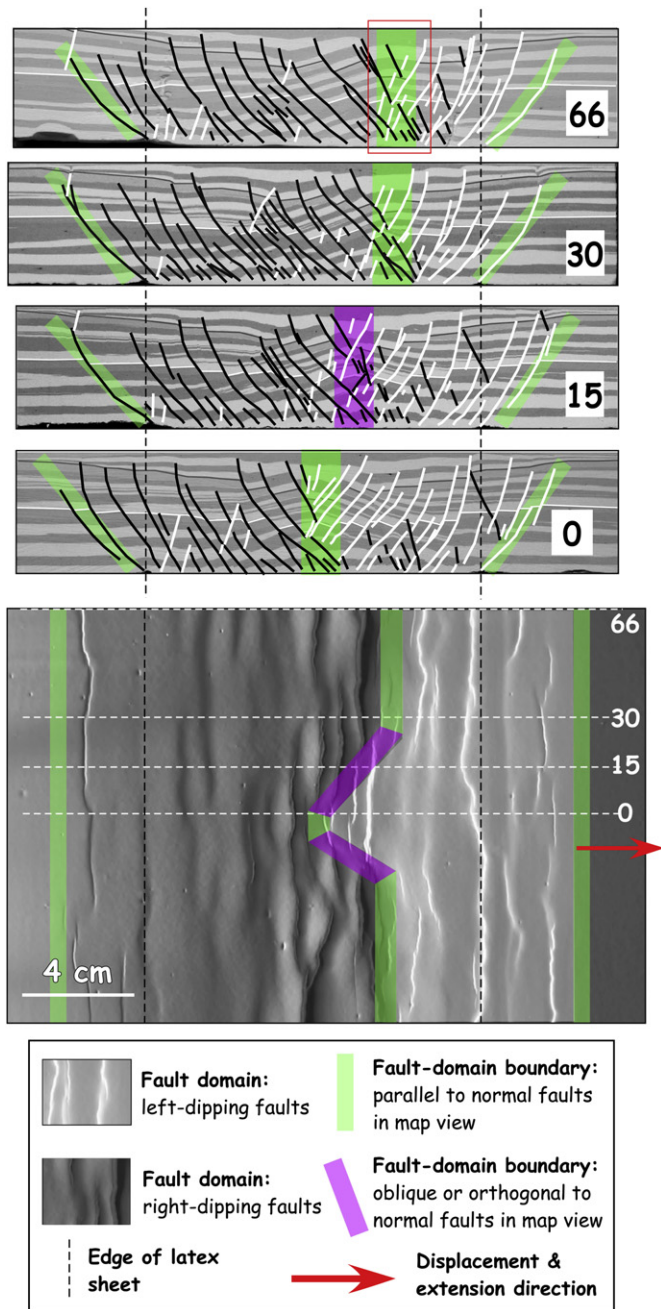 66
30
15
0
66
30
15
0
4 cm
Fault domain:
left-dipping faults
Fault-domain boundary:
parallel to normal faults
in map view
Fault domain:
right-dipping faults
Fault-domain boundary:
oblique or orthogonal to
normal faults in map view
Edge of latex
sheet
Displacement &
extension direction